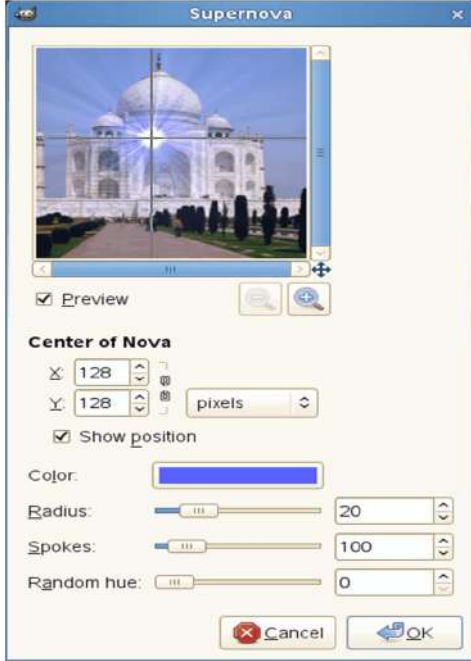 Supernova
Preview
Center of Nova
X: 128
Y: 128 pixels
Show position
Color:
Radius: 20
Spokes: 100
Random hue: 0
Cancel OK